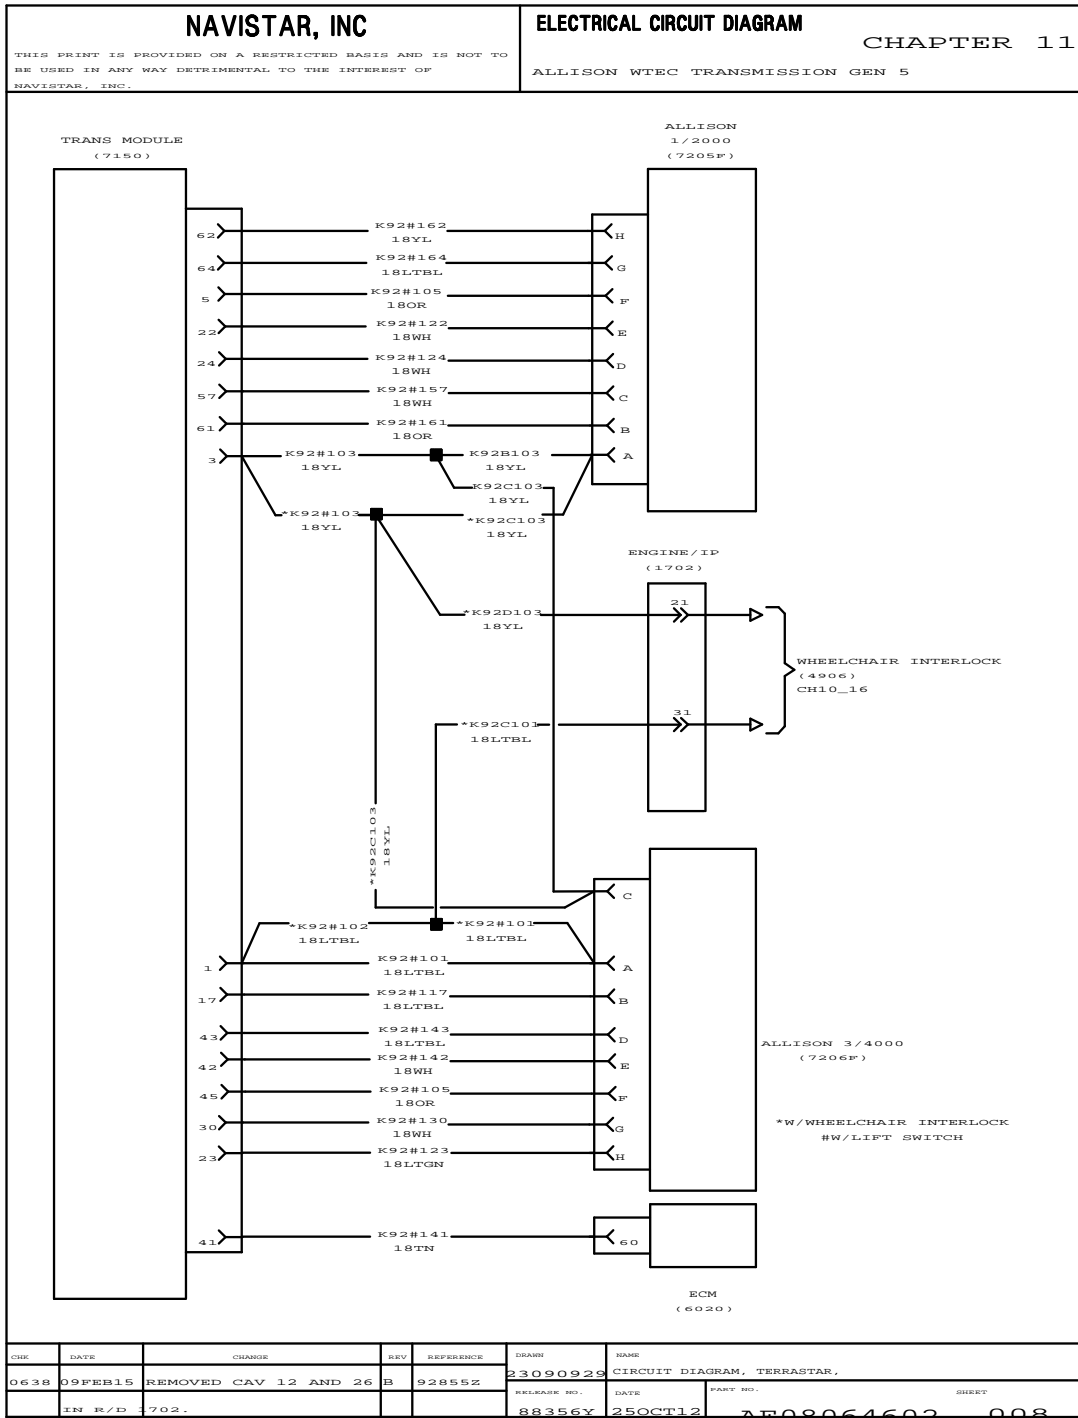 NAVISTAR, INC
THIS PRINT IS PROVIDED ON A RESTRICTED BASIS AND IS NOT TO
BE USED IN ANY WAY DETRIMENTAL TO THE INTEREST OF
NAVISTAR, INC.
ELECTRICAL CIRCUIT DIAGRAM
CHAPTER 11
ALLISON WTEC TRANSMISSION GEN 5
TRANS MODULE
(7150)
ALLISON
1/2000
(7205F)
62
K92#162
18YL
H
64
K92#164
18LTBL
G
5
K92#105
18OR
F
22
K92#122
18WH
E
24
K92#124
18WH
D
57
K92#157
18WH
C
61
K92#161
18OR
B
3
K92#103
18YL
K92B103
18YL
A
K92C103
18YL
*K92#103
18YL
*K92C103
18YL
ENGINE/IP
(1702)
*K92D103
18YL
21
WHEELCHAIR INTERLOCK
(4906)
CH10_16
*K92C101
18LTBL
31
*K92C103
18YL
C
*K92#102
18LTBL
*K92#101
18LTBL
1
K92#101
18LTBL
A
17
K92#117
18LTBL
B
43
K92#143
18LTBL
D
42
K92#142
18WH
E
45
K92#105
18OR
F
30
K92#130
18WH
G
23
K92#123
18LTGN
H
ALLISON 3/4000
(7206F)
*W/WHEELCHAIR INTERLOCK
#W/LIFT SWITCH
41
K92#141
18TN
60
ECM
(6020)
CHK DATE CHANGE REV REFERENCE
0638 09FEB15 REMOVED CAV 12 AND 26 B 92855Z
IN R/D 1702.
DRAWN
23090929
NAME
CIRCUIT DIAGRAM, TERRASTAR,
RELEASE NO.
88356Y
DATE
25OCT12
PART NO.
AE08064602
SHEET
008